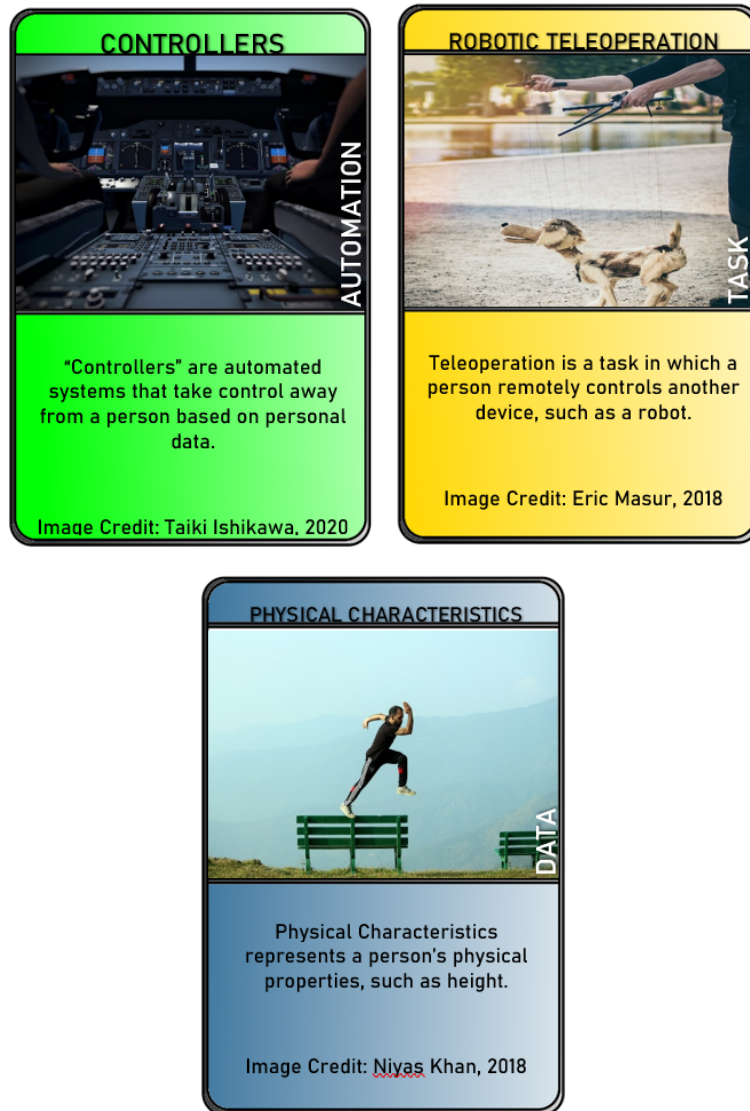 CONTROLLERS
AUTOMATION
“Controllers” are automated
systems that take control away
from a person based on personal
data.
Image Credit: Taiki Ishikawa, 2020
ROBOTIC TELEOPERATION
TASK
Teleoperation is a task in which a
person remotely controls another
device, such as a robot.
Image Credit: Eric Masur, 2018
PHYSICAL CHARACTERISTICS
DATA
Physical Characteristics
represents a person’s physical
properties, such as height.
Image Credit: Niyas Khan, 2018